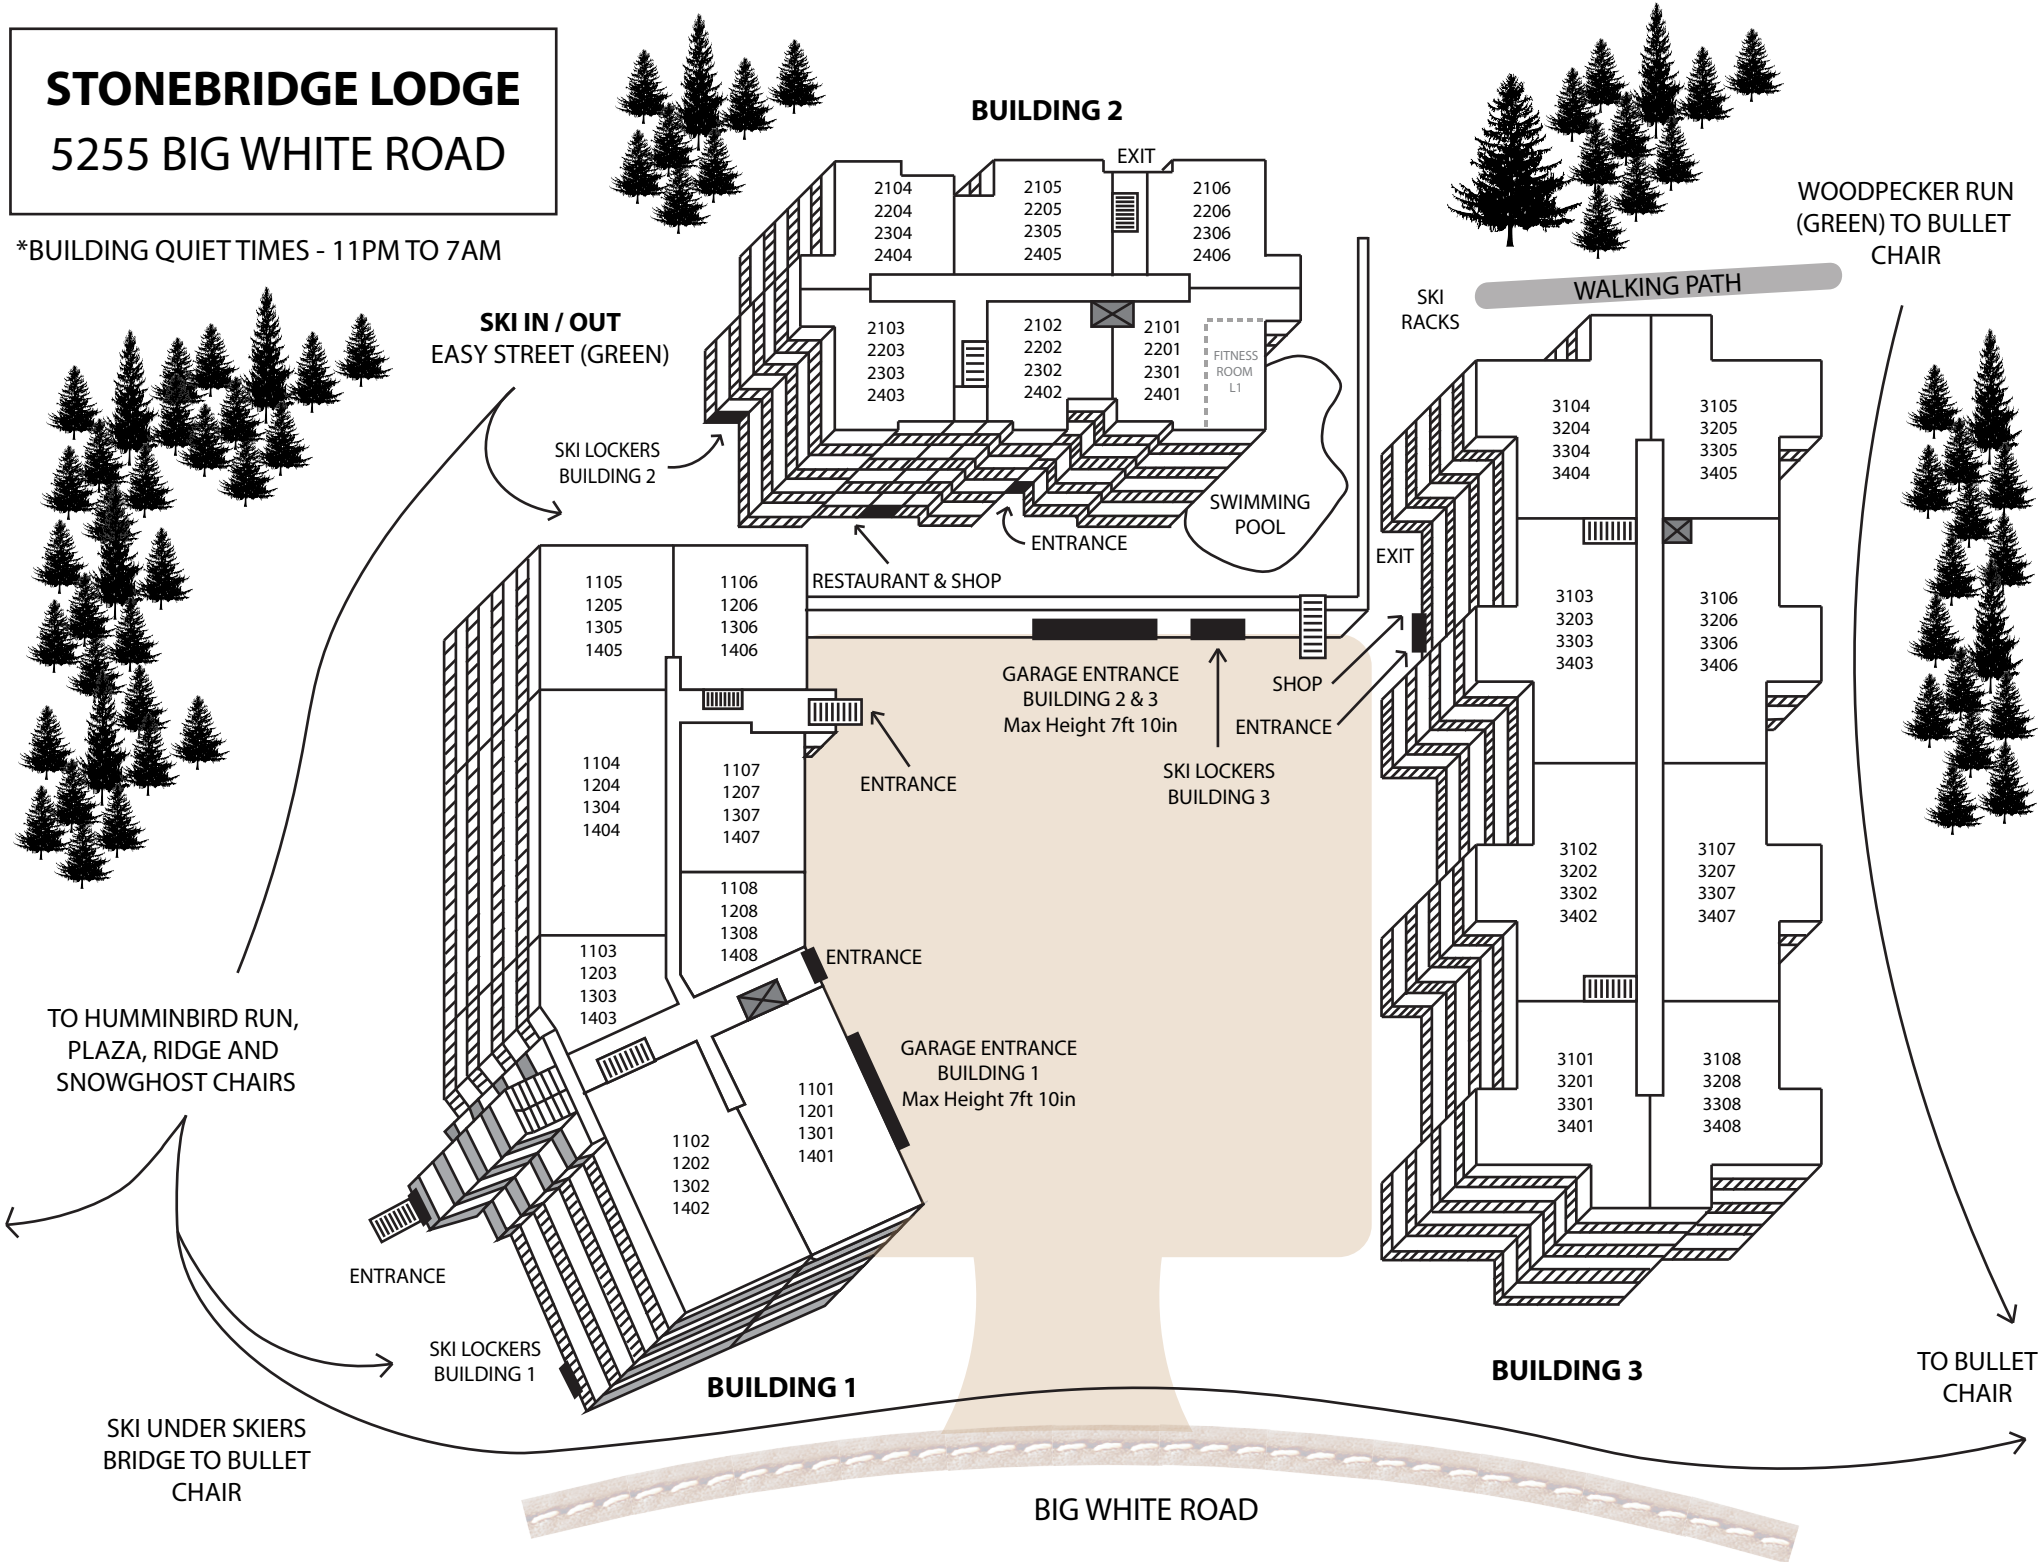 STONEBRIDGE LODGE
5255 BIG WHITE ROAD
*BUILDING QUIET TIMES - 11PM TO 7AM
BUILDING 2
EXIT
2104
2204
2304
2404
2105
2205
2305
2405
2106
2206
2306
2406
2103
2203
2303
2403
2102
2202
2302
2402
2101
2201
2301
2401
FITNESS
ROOM
L1
SKI IN / OUT
EASY STREET (GREEN)
SKI LOCKERS
BUILDING 2
SWIMMING
POOL
ENTRANCE
RESTAURANT & SHOP
WOODPECKER RUN
(GREEN) TO BULLET
CHAIR
WALKING PATH
SKI
RACKS
3104
3204
3304
3404
3105
3205
3305
3405
EXIT
3103
3203
3303
3403
3106
3206
3306
3406
SHOP
ENTRANCE
GARAGE ENTRANCE
BUILDING 2 & 3
Max Height 7ft 10in
SKI LOCKERS
BUILDING 3
3102
3202
3302
3402
3107
3207
3307
3407
3101
3201
3301
3401
3108
3208
3308
3408
1105
1205
1305
1405
1106
1206
1306
1406
1104
1204
1304
1404
1107
1207
1307
1407
ENTRANCE
1108
1208
1308
1408
1103
1203
1303
1403
ENTRANCE
GARAGE ENTRANCE
BUILDING 1
Max Height 7ft 10in
1101
1201
1301
1401
1102
1202
1302
1402
TO HUMMINBIRD RUN,
PLAZA, RIDGE AND
SNOWGHOST CHAIRS
ENTRANCE
SKI LOCKERS
BUILDING 1
BUILDING 1
BUILDING 3
TO BULLET
CHAIR
SKI UNDER SKIERS
BRIDGE TO BULLET
CHAIR
BIG WHITE ROAD